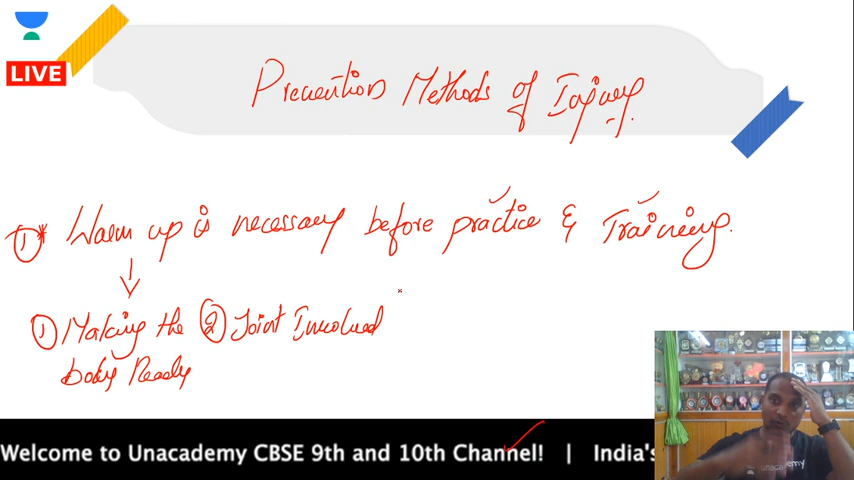 LIVE
Prevention Methods of Injury.
① * Warm up is necessary before practice & Training.
① Making the ② Joint Involved
body Ready
unacademy
Welcome to Unacademy CBSE 9th and 10th Channel! | India's